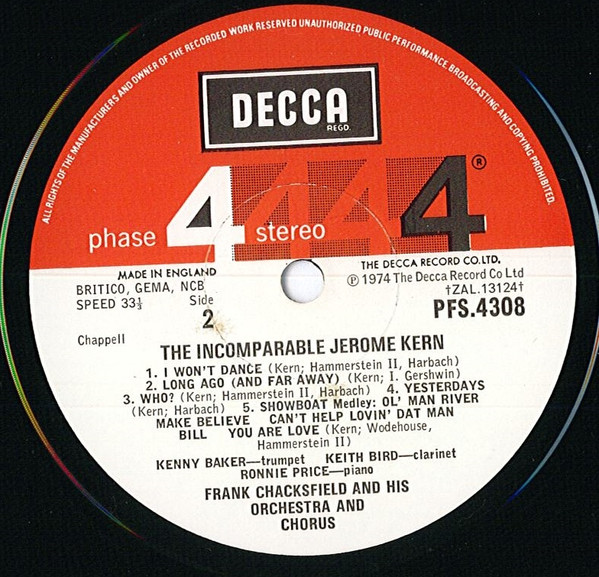 ALL RIGHTS OF THE MANUFACTURERS AND OWNER OF THE RECORDED WORK RESERVED UNAUTHORIZED PUBLIC PERFORMANCE BROADCASTING AND COPYING PROHIBITED.
DECCA
REGD.
phase 4 stereo 4 4 4 ®
MADE IN ENGLAND
THE DECCA RECORD CO. LTD.
BRITICO, GEMA, NCB
Ⓟ 1974 The Decca Record Co Ltd
SPEED 33⅓
Side
†ZAL.13124†
2
PFS.4308
Chappell
THE INCOMPARABLE JEROME KERN
1. I WON'T DANCE (Kern; Hammerstein II, Harbach)
2. LONG AGO (AND FAR AWAY) (Kern; I. Gershwin)
3. WHO? (Kern; Hammerstein II, Harbach) 4. YESTERDAYS
(Kern; Harbach) 5. SHOWBOAT Medley: OL' MAN RIVER
MAKE BELIEVE CAN'T HELP LOVIN' DAT MAN
BILL YOU ARE LOVE (Kern; Wodehouse,
Hammerstein II)
KENNY BAKER—trumpet KEITH BIRD—clarinet
RONNIE PRICE—piano
FRANK CHACKSFIELD AND HIS
ORCHESTRA AND
CHORUS